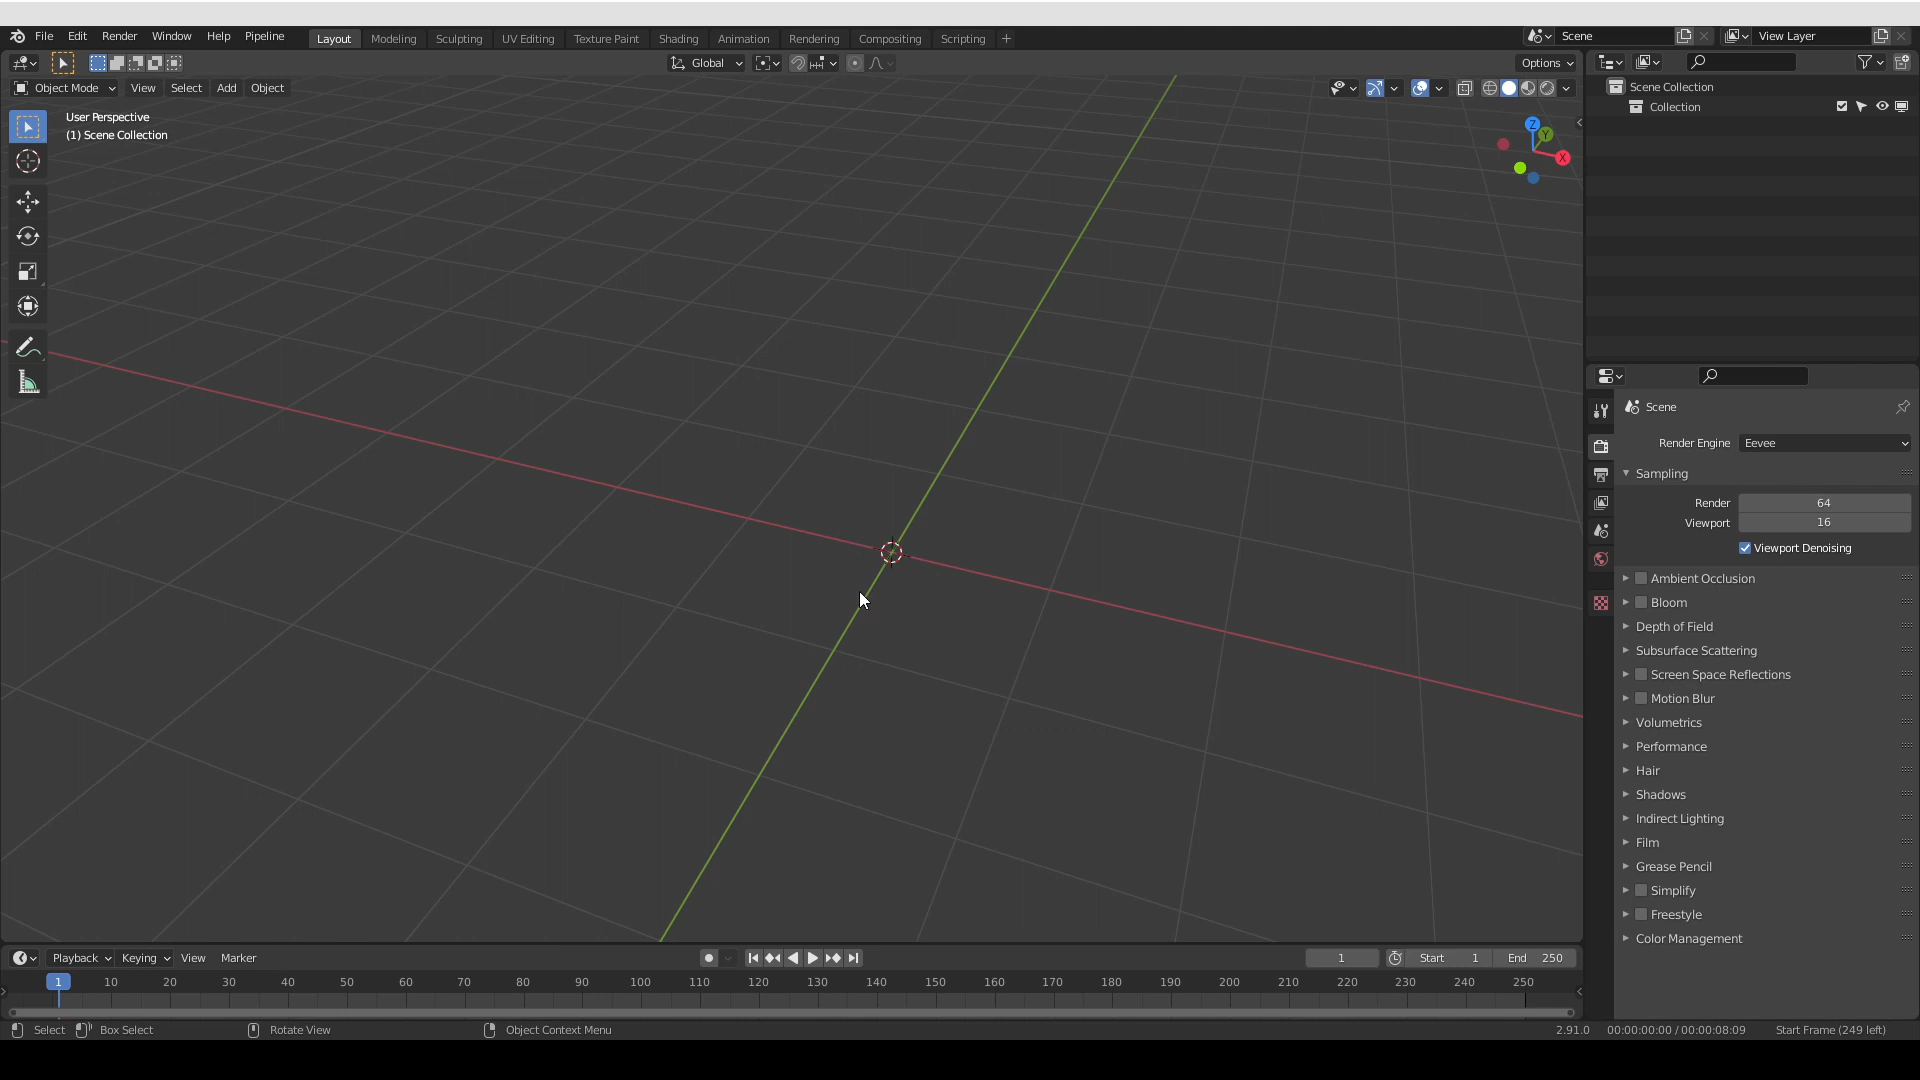 File Edit Render Window Help Pipeline Layout Modeling Sculpting UV Editing Texture Paint Shading Animation Rendering Compositing Scripting + Scene View Layer
Global Options
Object Mode View Select Add Object
User Perspective
(1) Scene Collection
Z
Y
X
Scene Collection
Collection
Scene
Render Engine Eevee
Sampling
Render 64
Viewport 16
Viewport Denoising
Ambient Occlusion
Bloom
Depth of Field
Subsurface Scattering
Screen Space Reflections
Motion Blur
Volumetrics
Performance
Hair
Shadows
Indirect Lighting
Film
Grease Pencil
Simplify
Freestyle
Color Management
Playback Keying View Marker 1 Start 1 End 250
1 10 20 30 40 50 60 70 80 90 100 110 120 130 140 150 160 170 180 190 200 210 220 230 240 250
Select Box Select Rotate View Object Context Menu 2.91.0 00:00:00:00 / 00:00:08:09 Start Frame (249 left)